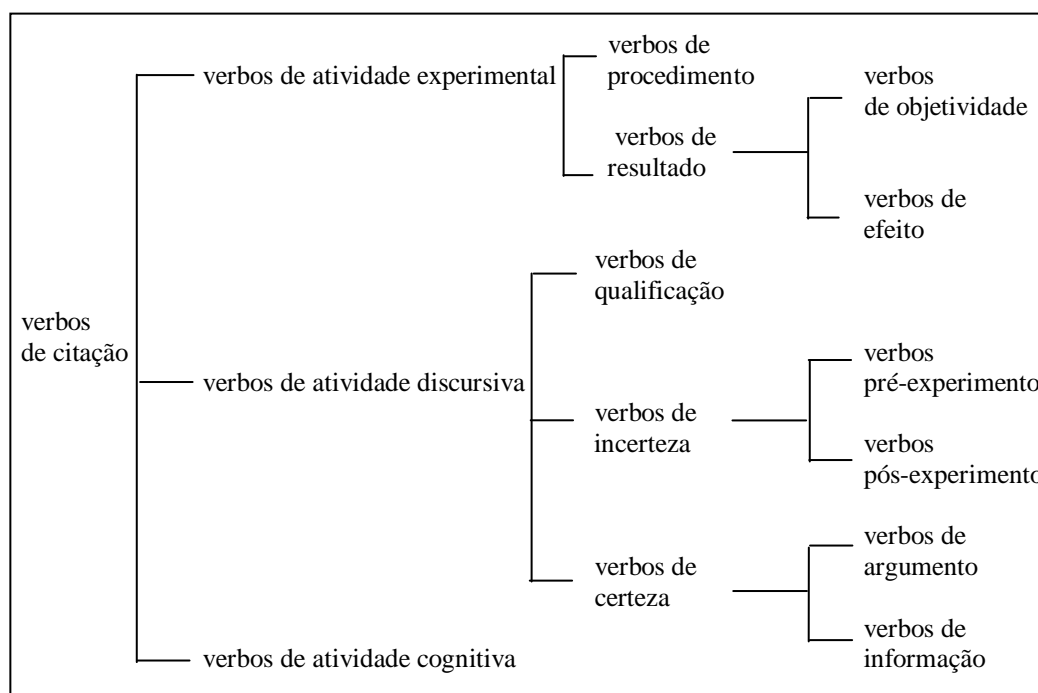 verbos de citação
verbos de atividade experimental
verbos de
procedimento
verbos de
resultado
verbos
de objetividade
verbos de
efeito
verbos de atividade discursiva
verbos de
qualificação
verbos de
incerteza
verbos
pré-experimento
verbos
pós-experimento
verbos de
certeza
verbos de
argumento
verbos de
informação
verbos de atividade cognitiva